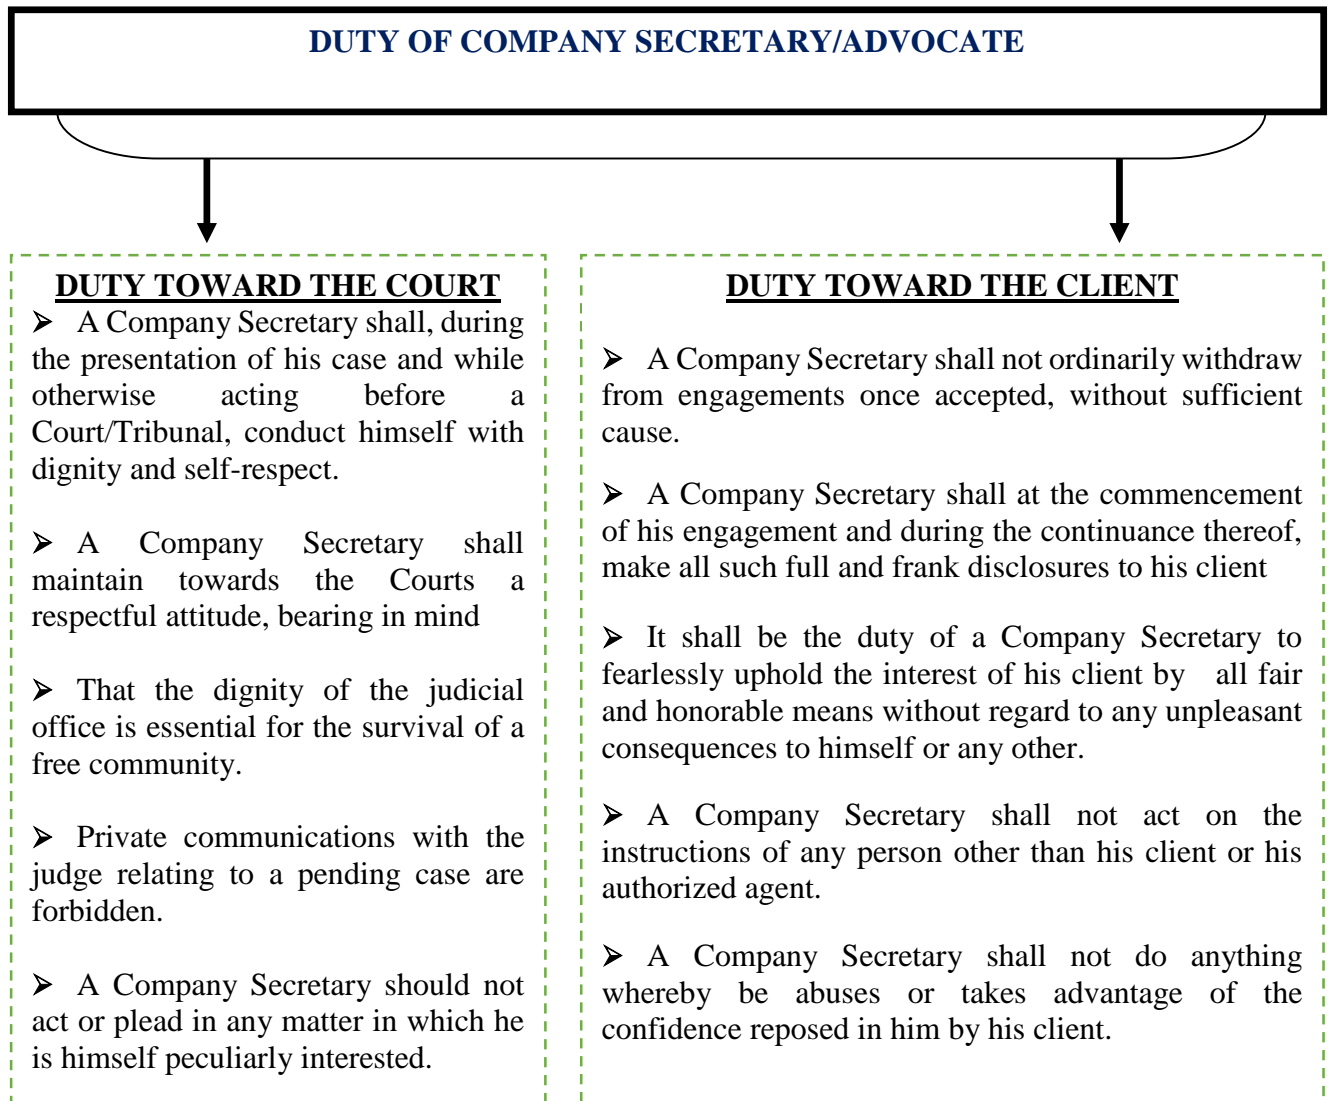 DUTY OF COMPANY SECRETARY/ADVOCATE
DUTY TOWARD THE COURT
➢ A Company Secretary shall, during
the presentation of his case and while
otherwise acting before a
Court/Tribunal, conduct himself with
dignity and self-respect.
➢ A Company Secretary shall
maintain towards the Courts a
respectful attitude, bearing in mind
➢ That the dignity of the judicial
office is essential for the survival of a
free community.
➢ Private communications with the
judge relating to a pending case are
forbidden.
➢ A Company Secretary should not
act or plead in any matter in which he
is himself peculiarly interested.
DUTY TOWARD THE CLIENT
➢ A Company Secretary shall not ordinarily withdraw
from engagements once accepted, without sufficient
cause.
➢ A Company Secretary shall at the commencement
of his engagement and during the continuance thereof,
make all such full and frank disclosures to his client
➢ It shall be the duty of a Company Secretary to
fearlessly uphold the interest of his client by all fair
and honorable means without regard to any unpleasant
consequences to himself or any other.
➢ A Company Secretary shall not act on the
instructions of any person other than his client or his
authorized agent.
➢ A Company Secretary shall not do anything
whereby be abuses or takes advantage of the
confidence reposed in him by his client.